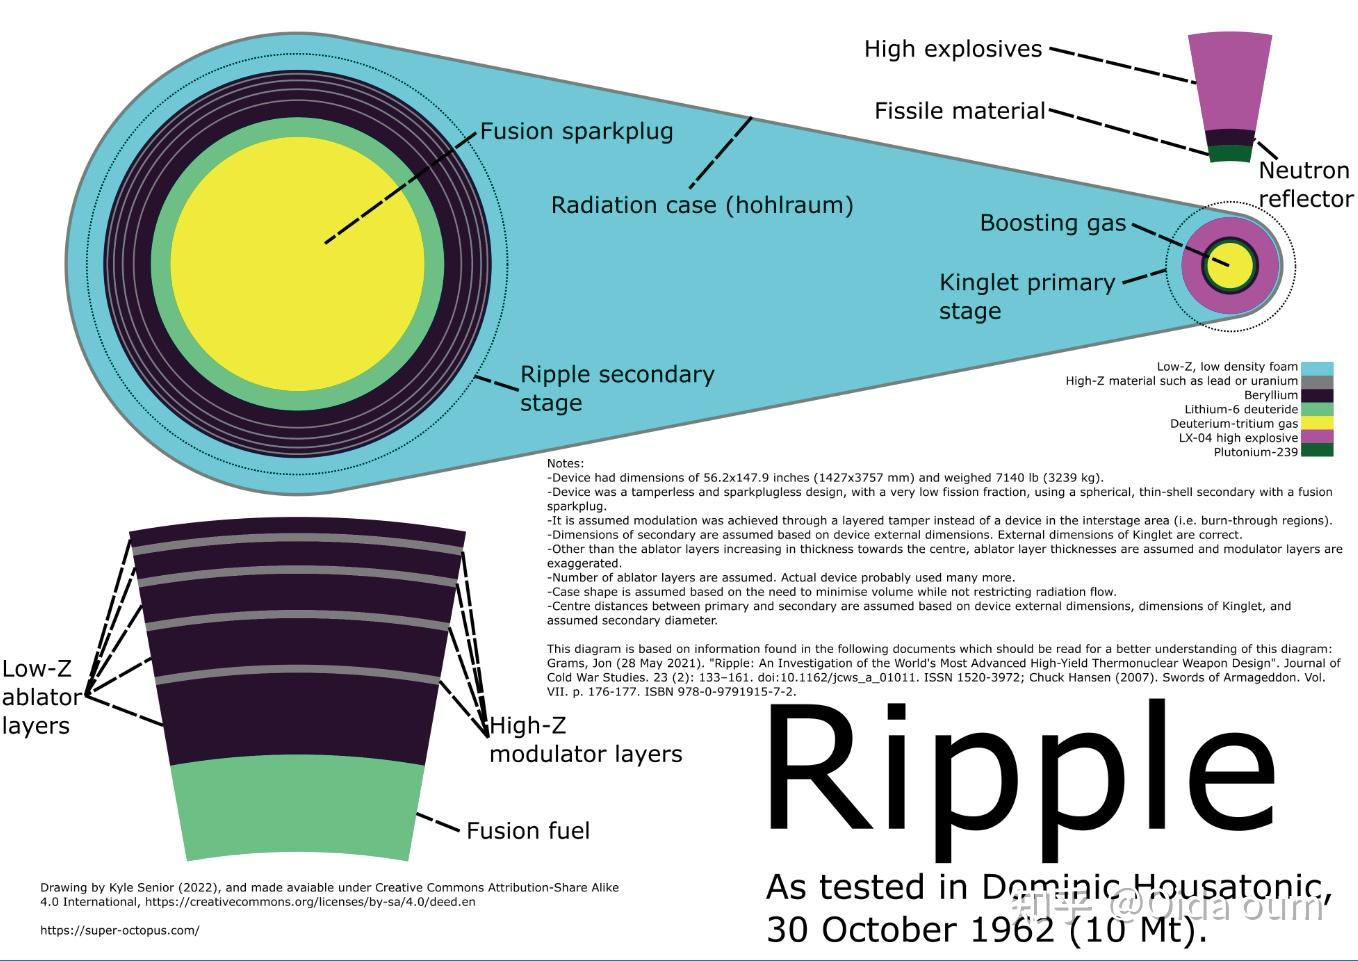 High explosives
Fissile material
Neutron
reflector
Fusion sparkplug
Radiation case (hohlraum)
Boosting gas
Kinglet primary
stage
Ripple secondary
stage
Low-Z, low density foam
High-Z material such as lead or uranium
Beryllium
Lithium-6 deuteride
Deuterium-tritium gas
LX-04 high explosive
Plutonium-239
Notes:
-Device had dimensions of 56.2x147.9 inches (1427x3757 mm) and weighed 7140 lb (3239 kg).
-Device was a tamperless and sparkplugless design, with a very low fission fraction, using a spherical, thin-shell secondary with a fusion
sparkplug.
-It is assumed modulation was achieved through a layered tamper instead of a device in the interstage area (i.e. burn-through regions).
-Dimensions of secondary are assumed based on device external dimensions. External dimensions of Kinglet are correct.
-Other than the ablator layers increasing in thickness towards the centre, ablator layer thicknesses are assumed and modulator layers are
exaggerated.
-Number of ablator layers are assumed. Actual device probably used many more.
-Case shape is assumed based on the need to minimise volume while not restricting radiation flow.
-Centre distances between primary and secondary are assumed based on device external dimensions, dimensions of Kinglet, and
assumed secondary diameter.
This diagram is based on information found in the following documents which should be read for a better understanding of this diagram:
Grams, Jon (28 May 2021). "Ripple: An Investigation of the World's Most Advanced High-Yield Thermonuclear Weapon Design". Journal of
Cold War Studies. 23 (2): 133–161. doi:10.1162/jcws_a_01011. ISSN 1520-3972; Chuck Hansen (2007). Swords of Armageddon. Vol.
VII. p. 176-177. ISBN 978-0-9791915-7-2.
Low-Z
ablator
layers
High-Z
modulator layers
Fusion fuel
Ripple
As tested in Dominic Housatonic,
30 October 1962 (10 Mt).
知乎 @Oida oum
Drawing by Kyle Senior (2022), and made avaiable under Creative Commons Attribution-Share Alike
4.0 International, https://creativecommons.org/licenses/by-sa/4.0/deed.en
https://super-octopus.com/